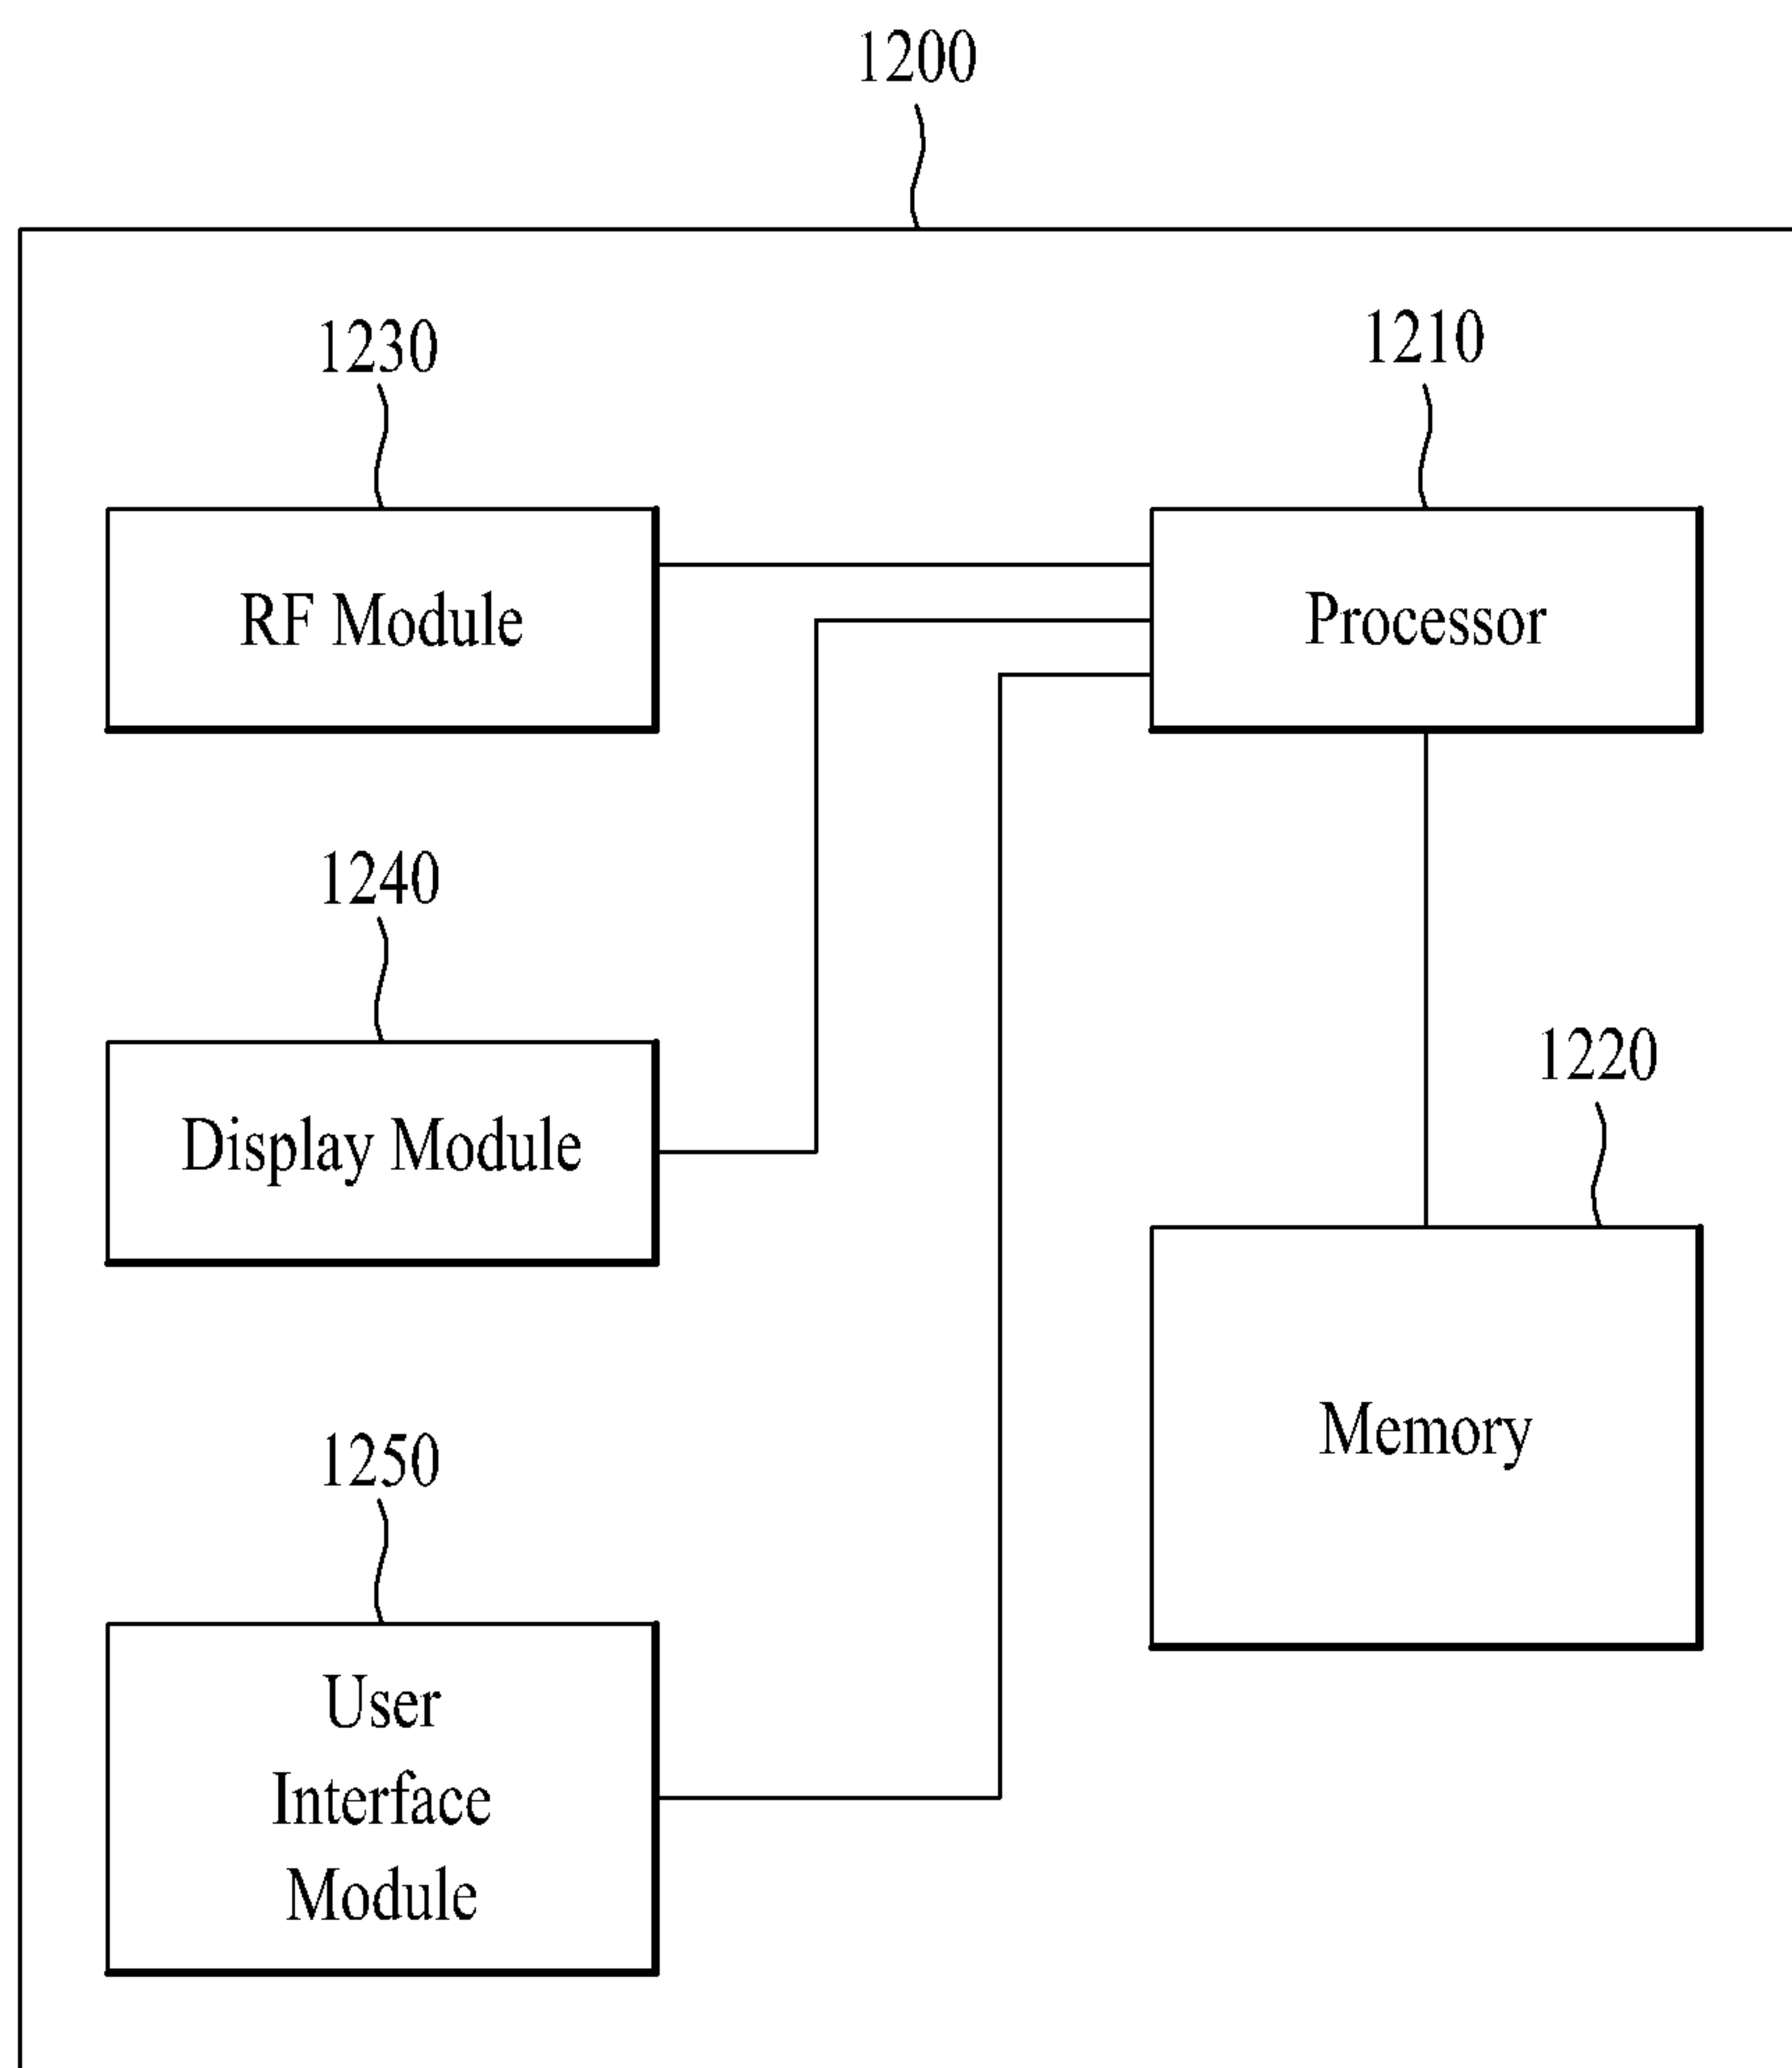 1200
1230
1210
RF Module
Processor
1240
1220
Display Module
Memory
1250
User
Interface
Module